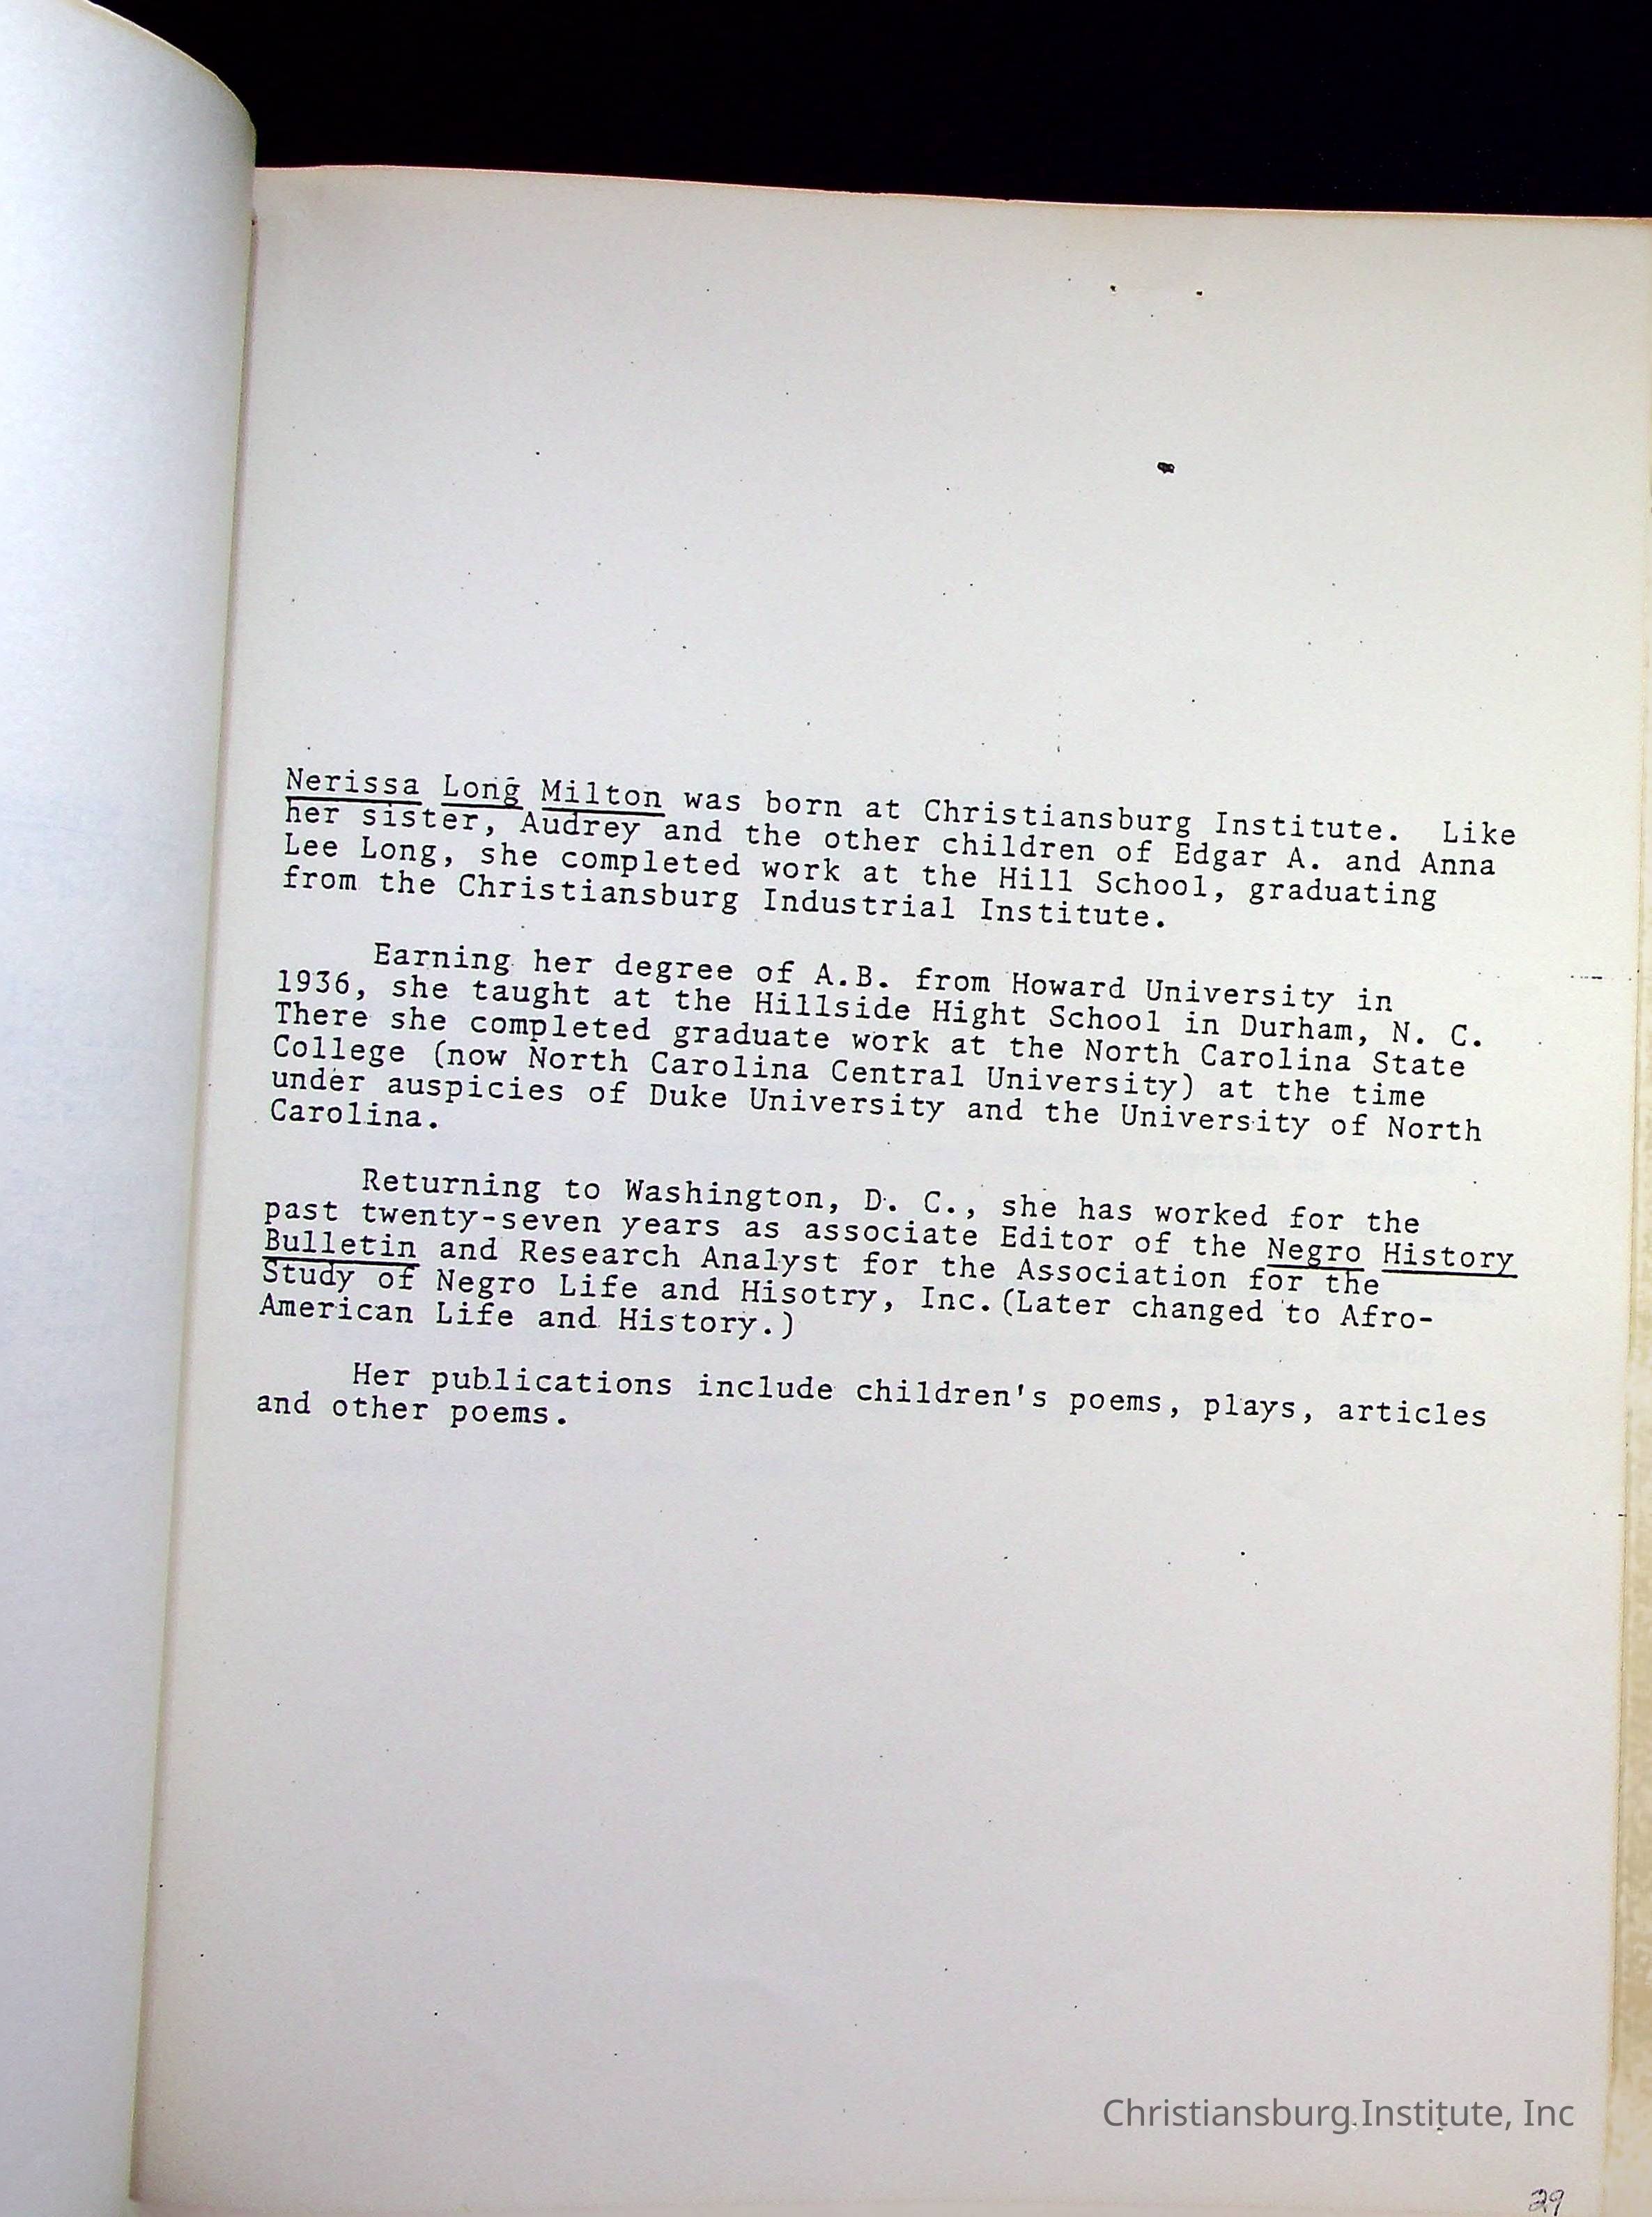 Nerissa Long Milton was born at Christiansburg Institute. Like
her sister, Audrey and the other children of Edgar A. and Anna
Lee Long, she completed work at the Hill School, graduating
from the Christiansburg Industrial Institute.
Earning her degree of A.B. from Howard University in
1936, she taught at the Hillside Hight School in Durham, N. C.
There she completed graduate work at the North Carolina State
College (now North Carolina Central University) at the time
under auspicies of Duke University and the University of North
Carolina.
Returning to Washington, D. C., she has worked for the
past twenty-seven years as associate Editor of the Negro History
Bulletin and Research Analyst for the Association for the
Study of Negro Life and Hisotry, Inc.(Later changed to Afro-
American Life and History.)
Her publications include children's poems, plays, articles
and other poems.
Christiansburg Institute, Inc
29